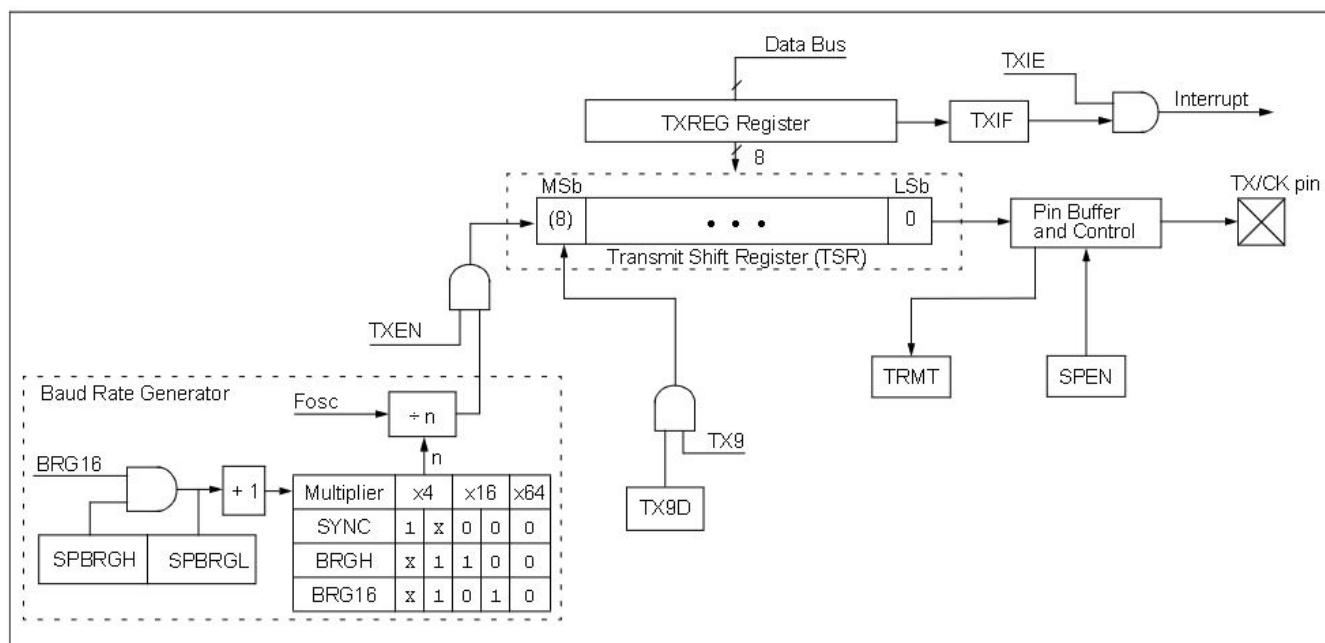 Data Bus
TXIE
Interrupt
TXREG Register
TXIF
8
MSb
LSb
TX/CK pin
(8)
• • •
0
Pin Buffer
and Control
Transmit Shift Register (TSR)
TXEN
TRMT
SPEN
Baud Rate Generator
Fosc
÷ n
TX9
n
BRG16
+ 1
Multiplier x4 x16 x64
TX9D
SYNC 1 X 0 0 0
SPBRGH SPBRGL
BRGH X 1 1 0 0
BRG16 X 1 0 1 0